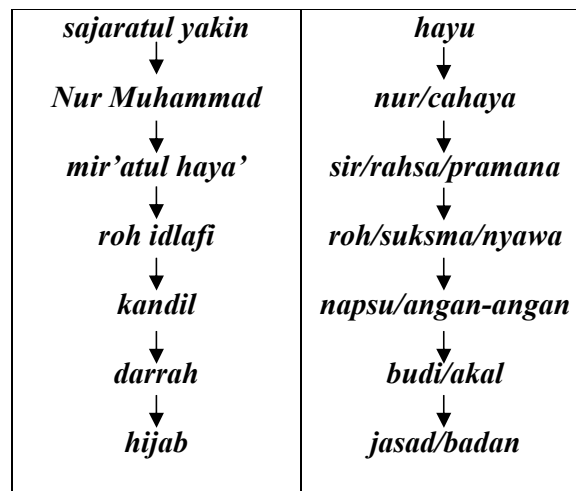 sajaratul yakin
Nur Muhammad
mir’atul haya’
roh idlafi
kandil
darrah
hijab
hayu
nur/cahaya
sir/rahsa/pramana
roh/suksma/nyawa
napsu/angan-angan
budi/akal
jasad/badan